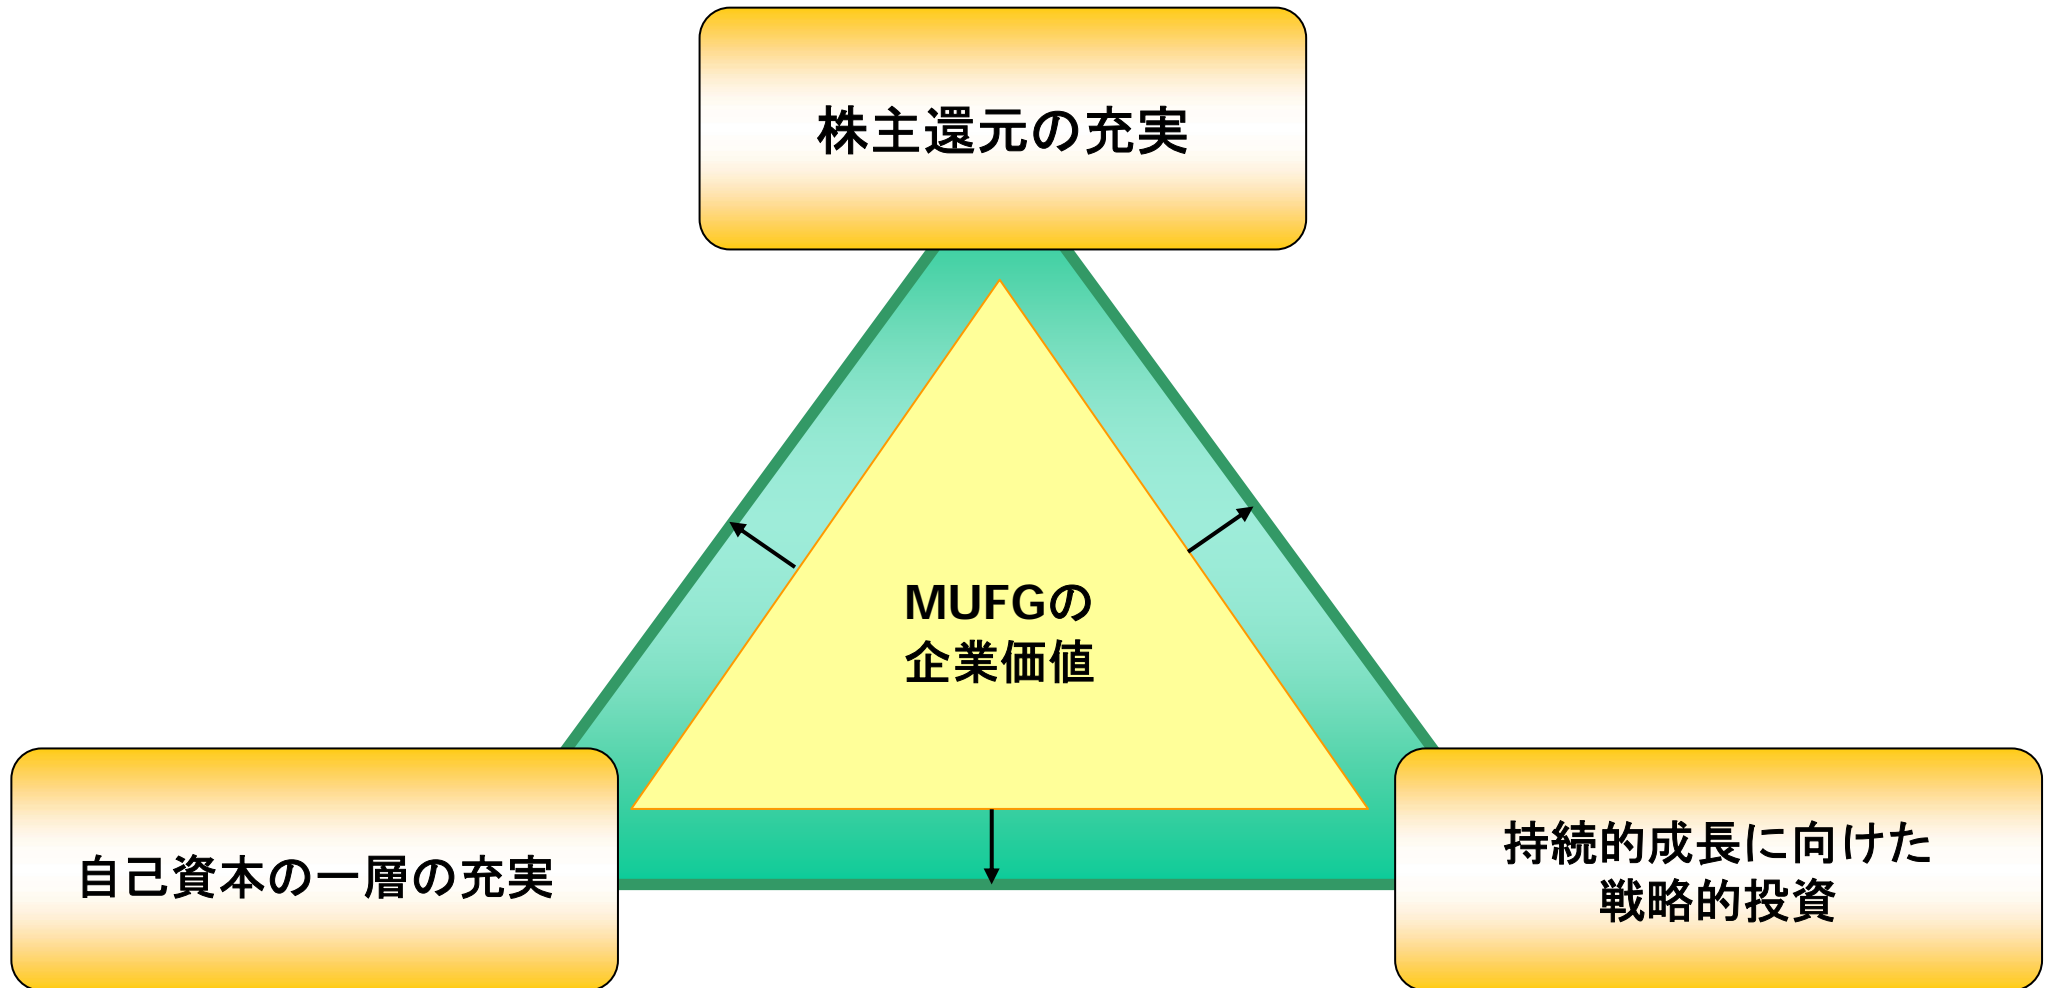 株主還元の充実
MUFGの
企業価値
自己資本の一層の充実
持続的成長に向けた
戦略的投資